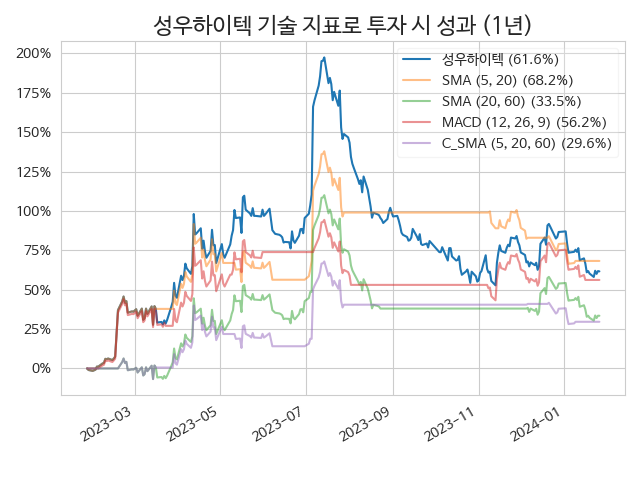 성우하이텍 기술 지표로 투자 시 성과 (1년)
성우하이텍 (61.6%)
SMA (5, 20) (68.2%)
SMA (20, 60) (33.5%)
MACD (12, 26, 9) (56.2%)
C_SMA (5, 20, 60) (29.6%)
200%
175%
150%
125%
100%
75%
50%
25%
0%
2023-03
2023-05
2023-07
2023-09
2023-11
2024-01